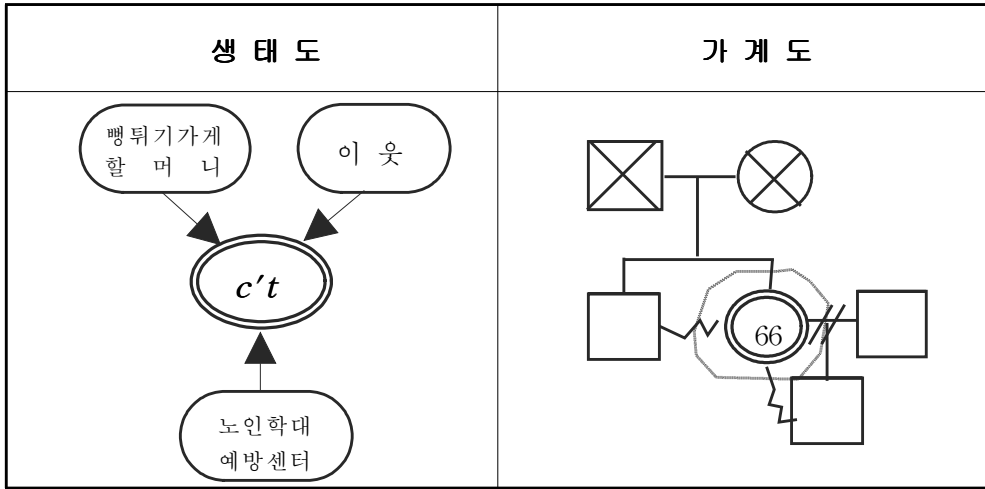 생 태 도
가 계 도
뻥튀기가게
할 머 니
이 웃
c't
노인학대
예방센터
66